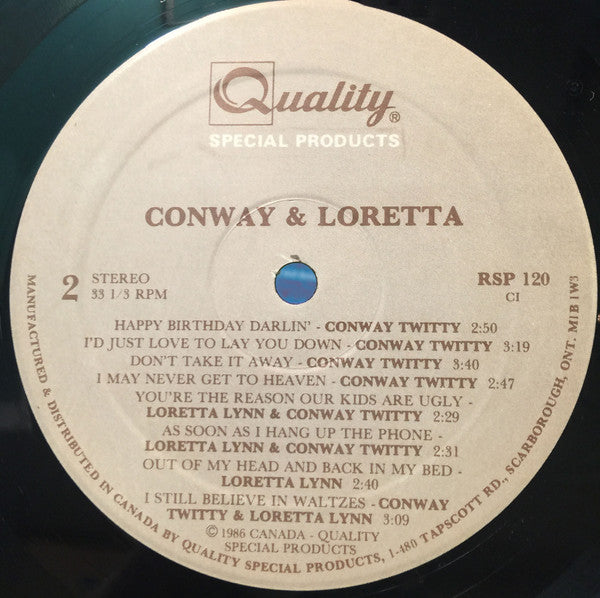 Quality®
SPECIAL PRODUCTS
CONWAY & LORETTA
2 STEREO
33 1/3 RPM
RSP 120
CI
HAPPY BIRTHDAY DARLIN' - CONWAY TWITTY 2:50
I'D JUST LOVE TO LAY YOU DOWN - CONWAY TWITTY 3:19
DON'T TAKE IT AWAY - CONWAY TWITTY 3:40
I MAY NEVER GET TO HEAVEN - CONWAY TWITTY 2:47
YOU'RE THE REASON OUR KIDS ARE UGLY -
LORETTA LYNN & CONWAY TWITTY 2:29
AS SOON AS I HANG UP THE PHONE -
LORETTA LYNN & CONWAY TWITTY 2:31
OUT OF MY HEAD AND BACK IN MY BED -
LORETTA LYNN 2:40
I STILL BELIEVE IN WALTZES - CONWAY
TWITTY & LORETTA LYNN 3:09
©1986 CANADA - QUALITY
SPECIAL PRODUCTS
MANUFACTURED & DISTRIBUTED IN CANADA BY QUALITY SPECIAL PRODUCTS, 1-480 TAPSCOTT RD., SCARBOROUGH, ONT. M1B 1W3